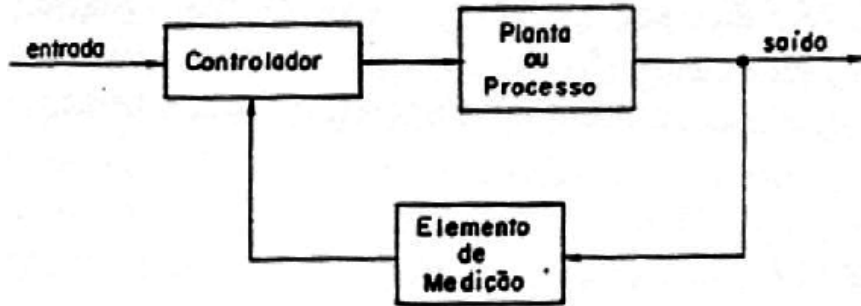 entrada
Controlador
Planta
ou
Processo
saída
Elemento
de
Medição